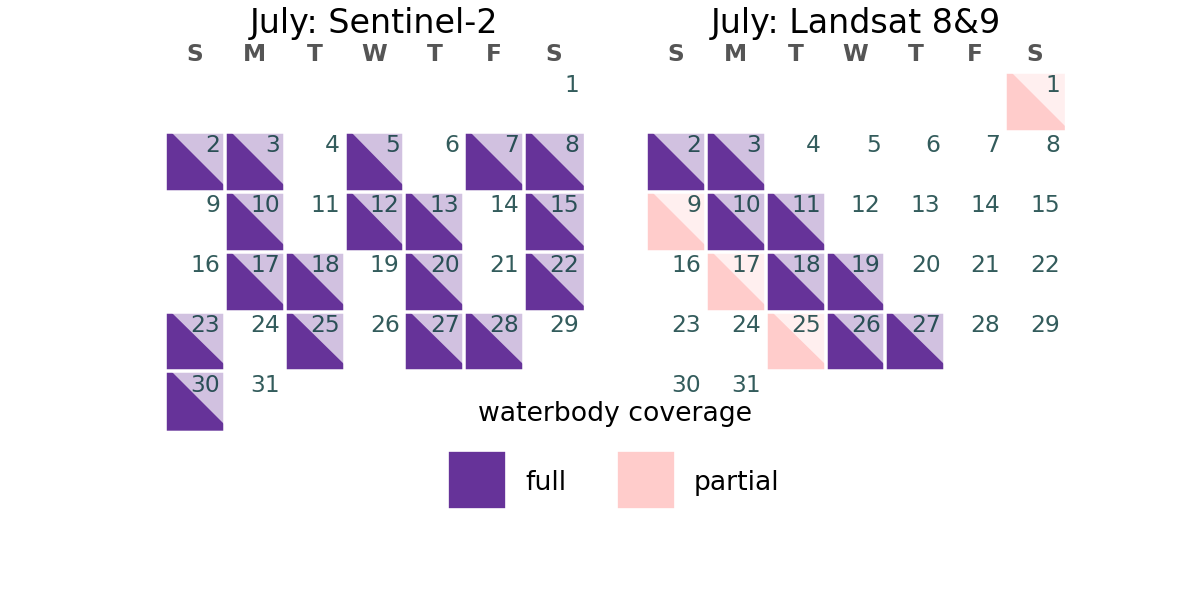 July: Sentinel-2
S M T W T F S
1
2 3 4 5 6 7 8
9 10 11 12 13 14 15
16 17 18 19 20 21 22
23 24 25 26 27 28 29
30 31
July: Landsat 8&9
S M T W T F S
1
2 3 4 5 6 7 8
9 10 11 12 13 14 15
16 17 18 19 20 21 22
23 24 25 26 27 28 29
30 31
waterbody coverage
full partial